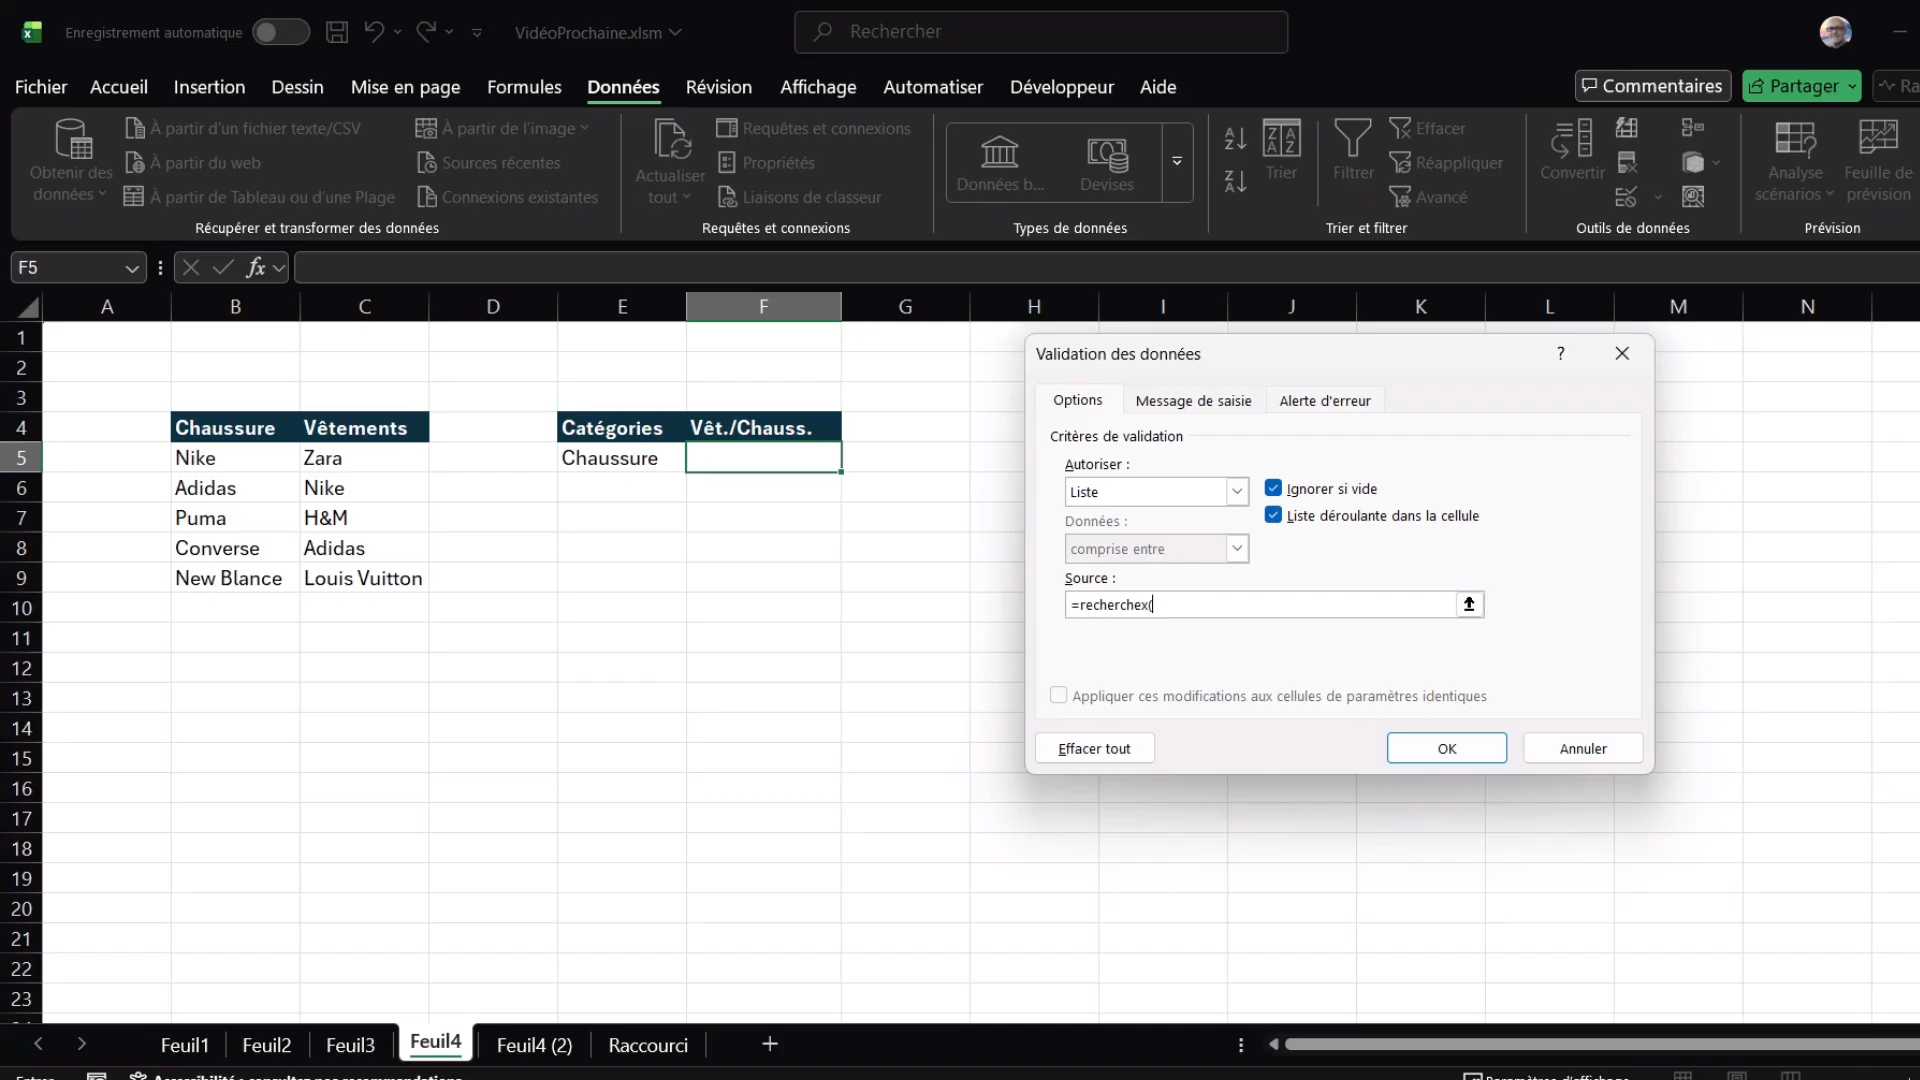 Enregistrement automatique VidéoProchaine.xlsm Rechercher
Fichier Accueil Insertion Dessin Mise en page Formules Données Révision Affichage Automatiser Développeur Aide Commentaires Partager
Obtenir des données
À partir d'un fichier texte/CSV
À partir du web
À partir de Tableau ou d'une Plage
À partir de l'image
Sources récentes
Connexions existantes
Récupérer et transformer des données
Actualiser tout
Requêtes et connexions
Propriétés
Liaisons de classeur
Requêtes et connexions
Données b...
Devises
Types de données
Trier
Filtrer
Effacer
Réappliquer
Avancé
Trier et filtrer
Convertir
Outils de données
Analyse scénarios
Feuille de prévision
Prévision
F5 fx
A B C D E F G H I J K L M N
1
2
3
4 Chaussure Vêtements Catégories Vêt./Chauss.
5 Nike Zara Chaussure
6 Adidas Nike
7 Puma H&M
8 Converse Adidas
9 New Blance Louis Vuitton
10
11
12
13
14
15
16
17
18
19
20
21
22
23
Validation des données ?
Options Message de saisie Alerte d'erreur
Critères de validation
Autoriser :
Liste Ignorer si vide
Liste déroulante dans la cellule
Données :
comprise entre
Source :
=recherchex(
Appliquer ces modifications aux cellules de paramètres identiques
Effacer tout OK Annuler
Feuil1 Feuil2 Feuil3 Feuil4 Feuil4 (2) Raccourci